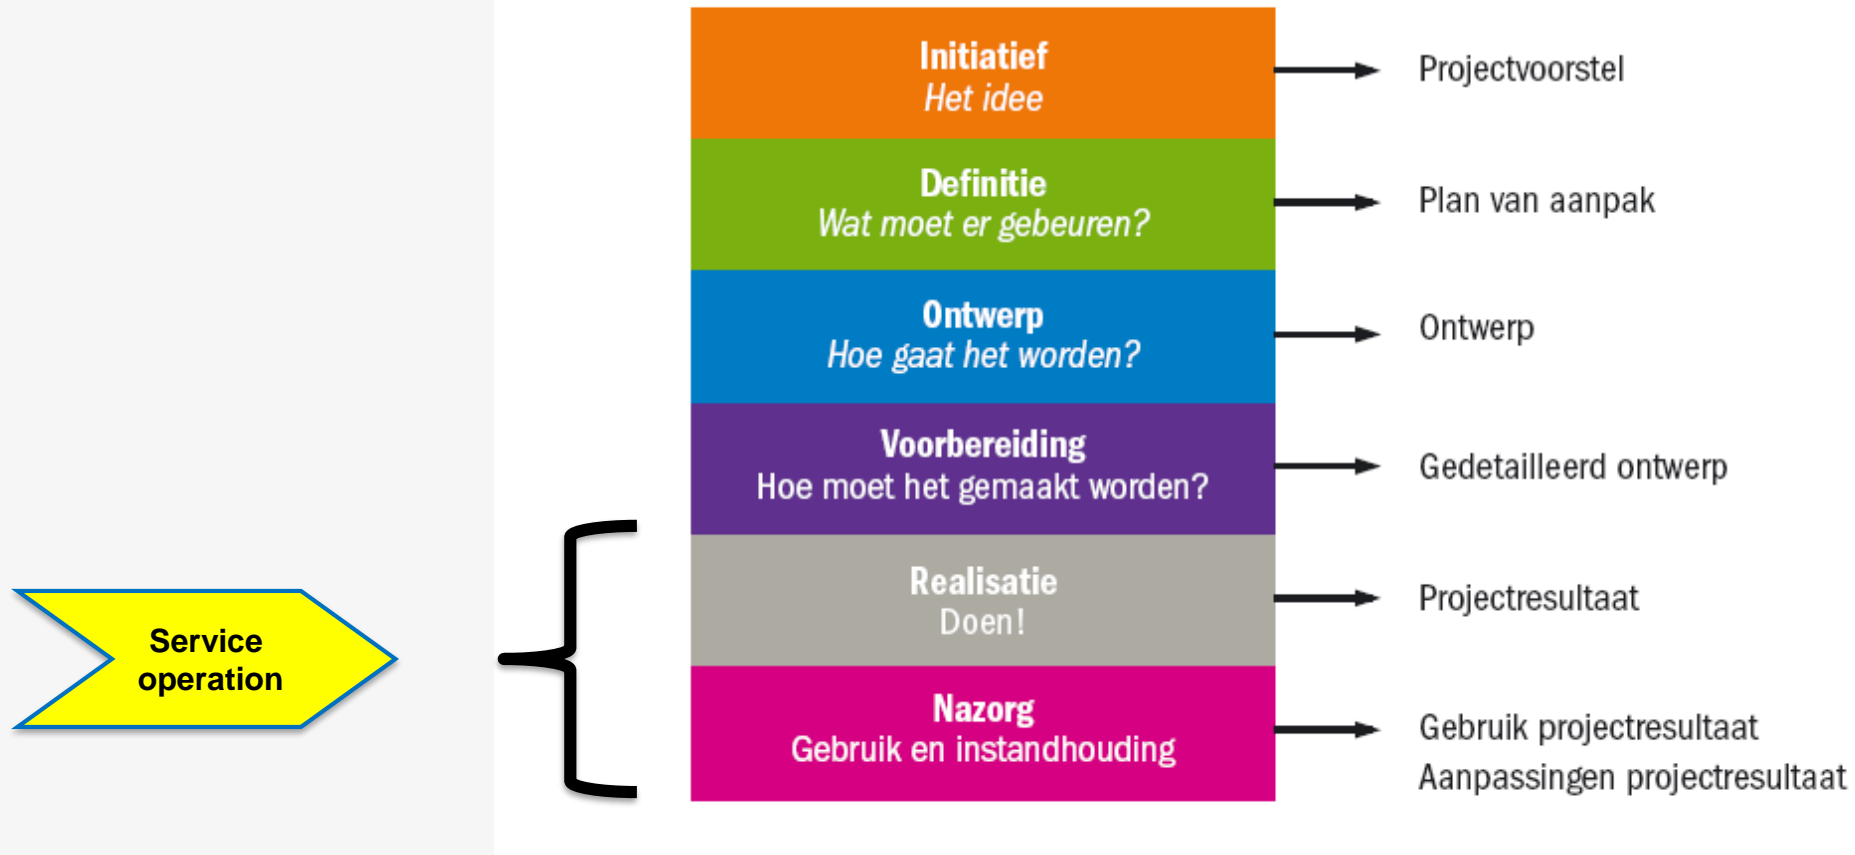 Initiatief
Het idee
Projectvoorstel
Definitie
Wat moet er gebeuren?
Plan van aanpak
Ontwerp
Hoe gaat het worden?
Ontwerp
Voorbereiding
Hoe moet het gemaakt worden?
Gedetailleerd ontwerp
Service
operation
Realisatie
Doen!
Projectresultaat
Nazorg
Gebruik en instandhouding
Gebruik projectresultaat
Aanpassingen projectresultaat